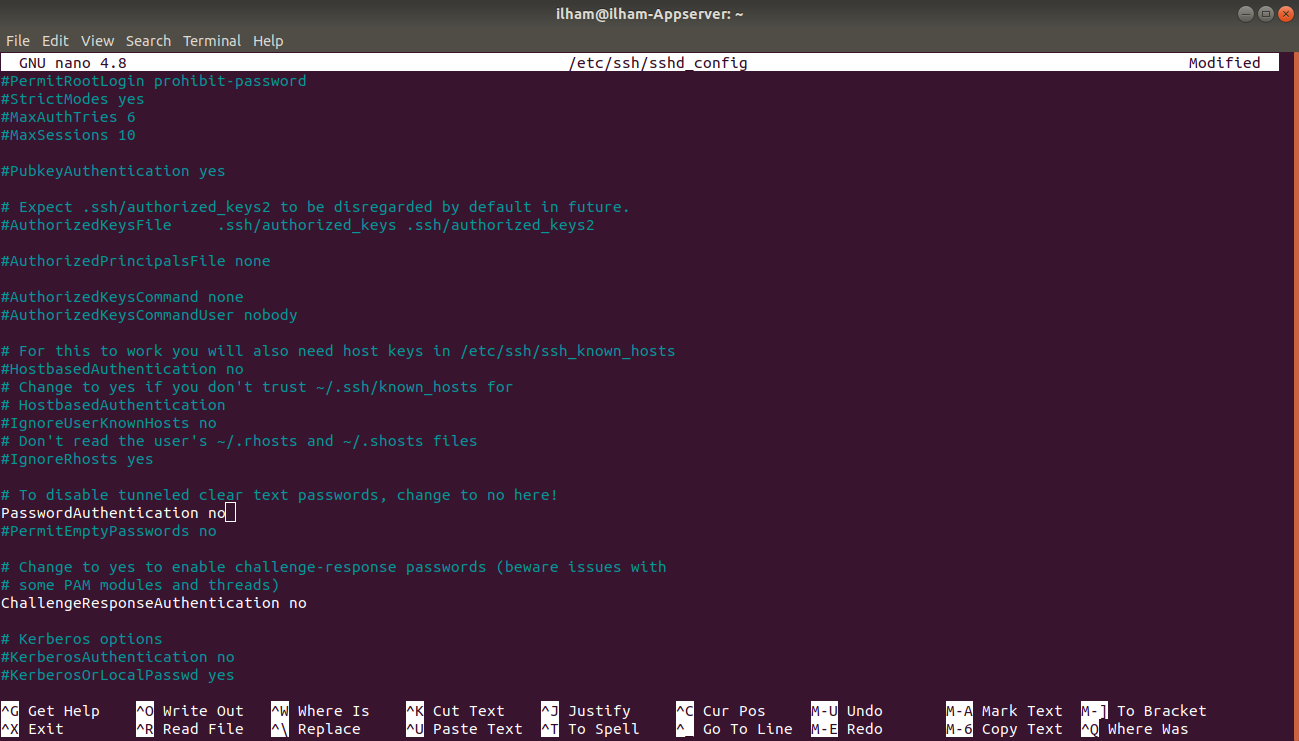 ilham@ilham-Appserver: ~
File Edit View Search Terminal Help
GNU nano 4.8 /etc/ssh/sshd_config Modified
#PermitRootLogin prohibit-password
#StrictModes yes
#MaxAuthTries 6
#MaxSessions 10
#PubkeyAuthentication yes
# Expect .ssh/authorized_keys2 to be disregarded by default in future.
#AuthorizedKeysFile .ssh/authorized_keys .ssh/authorized_keys2
#AuthorizedPrincipalsFile none
#AuthorizedKeysCommand none
#AuthorizedKeysCommandUser nobody
# For this to work you will also need host keys in /etc/ssh/ssh_known_hosts
#HostbasedAuthentication no
# Change to yes if you don't trust ~/.ssh/known_hosts for
# HostbasedAuthentication
#IgnoreUserKnownHosts no
# Don't read the user's ~/.rhosts and ~/.shosts files
#IgnoreRhosts yes
# To disable tunneled clear text passwords, change to no here!
PasswordAuthentication no
#PermitEmptyPasswords no
# Change to yes to enable challenge-response passwords (beware issues with
# some PAM modules and threads)
ChallengeResponseAuthentication no
# Kerberos options
#KerberosAuthentication no
#KerberosOrLocalPasswd yes
^G Get Help ^O Write Out ^W Where Is ^K Cut Text ^J Justify ^C Cur Pos M-U Undo M-A Mark Text M-] To Bracket
^X Exit ^R Read File ^\ Replace ^U Paste Text ^T To Spell ^_ Go To Line M-E Redo M-6 Copy Text ^Q Where Was